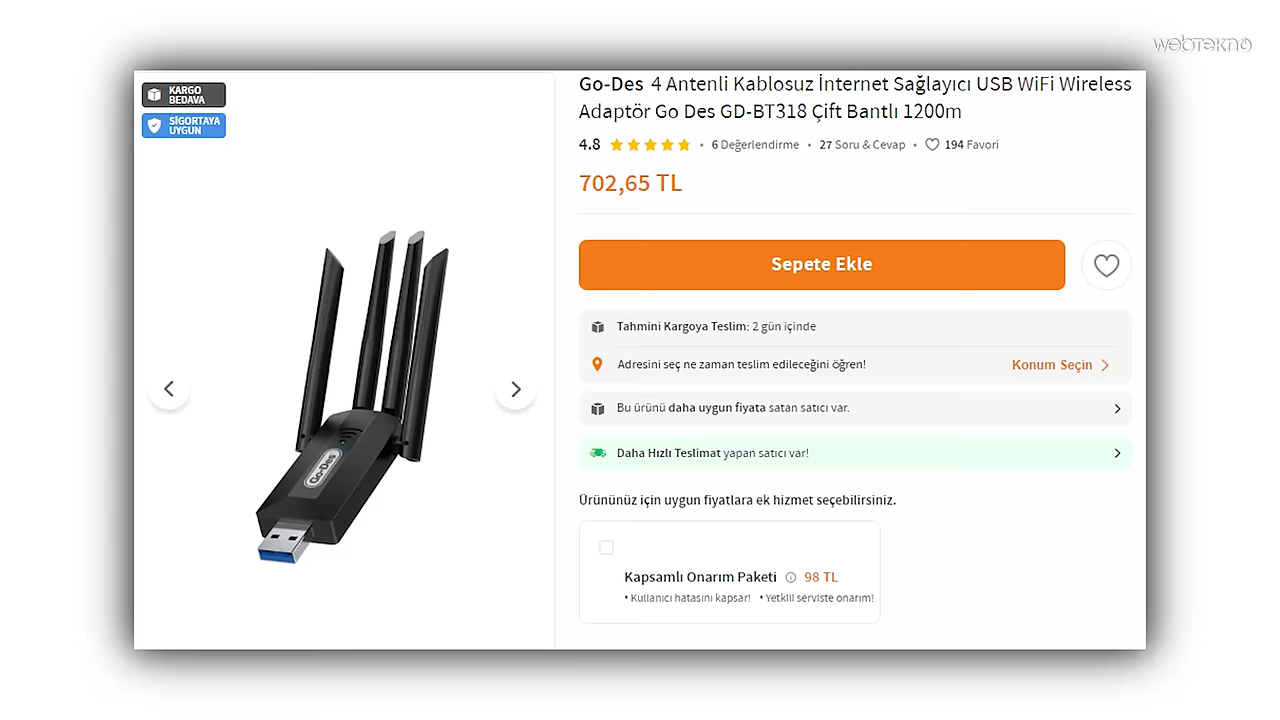 webtekno
KARGO
BEDAVA
SİGORTAYA
UYGUN
Go-Des
Go-Des 4 Antenli Kablosuz İnternet Sağlayıcı USB WiFi Wireless
Adaptör Go Des GD-BT318 Çift Bantlı 1200m
4.8 • 6 Değerlendirme • 27 Soru & Cevap • 194 Favori
702,65 TL
Sepete Ekle
Tahmini Kargoya Teslim: 2 gün içinde
Adresini seç ne zaman teslim edileceğini öğren! Konum Seçin
Bu ürünü daha uygun fiyata satan satıcı var.
Daha Hızlı Teslimat yapan satıcı var!
Ürününüz için uygun fiyatlara ek hizmet seçebilirsiniz.
Kapsamlı Onarım Paketi 98 TL
• Kullanıcı hatasını kapsar! • Yetkili serviste onarım!